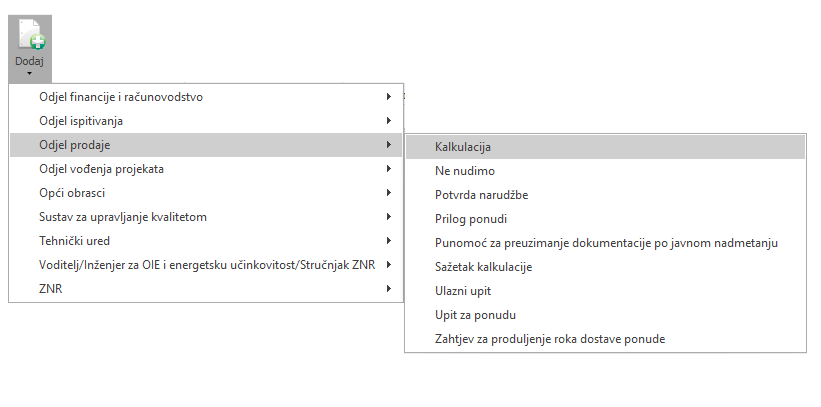 Dodaj
Odjel financije i računovodstvo
Odjel ispitivanja
Odjel prodaje
Odjel vođenja projekata
Opći obrasci
Sustav za upravljanje kvalitetom
Tehnički ured
Voditelj/Inženjer za OIE i energetsku učinkovitost/Stručnjak ZNR
ZNR
Kalkulacija
Ne nudimo
Potvrda narudžbe
Prilog ponudi
Punomoć za preuzimanje dokumentacije po javnom nadmetanju
Sažetak kalkulacije
Ulazni upit
Upit za ponudu
Zahtjev za produljenje roka dostave ponude